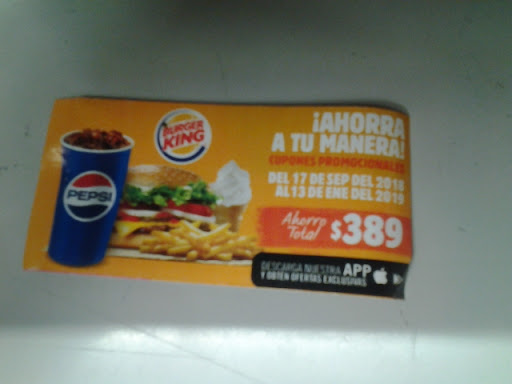 BURGER
KING
PEPSI
¡AHORRA
A TU MANERA!
CUPONES PROMOCIONALES
DEL 17 DE SEP DEL 2018
AL 13 DE ENE DEL 2019
Ahorro
Total $389
DESCARGA NUESTRA APP
Y OBTÉN OFERTAS EXCLUSIVAS